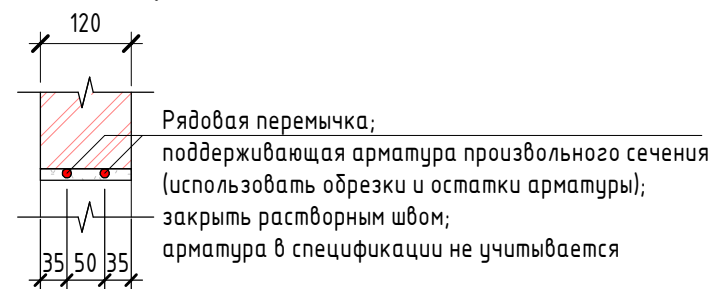 120
Рядовая перемычка;
поддерживающая арматура произвольного сечения
(использовать обрезки и остатки арматуры);
закрыть растворным швом;
арматура в спецификации не учитывается
35 50 35